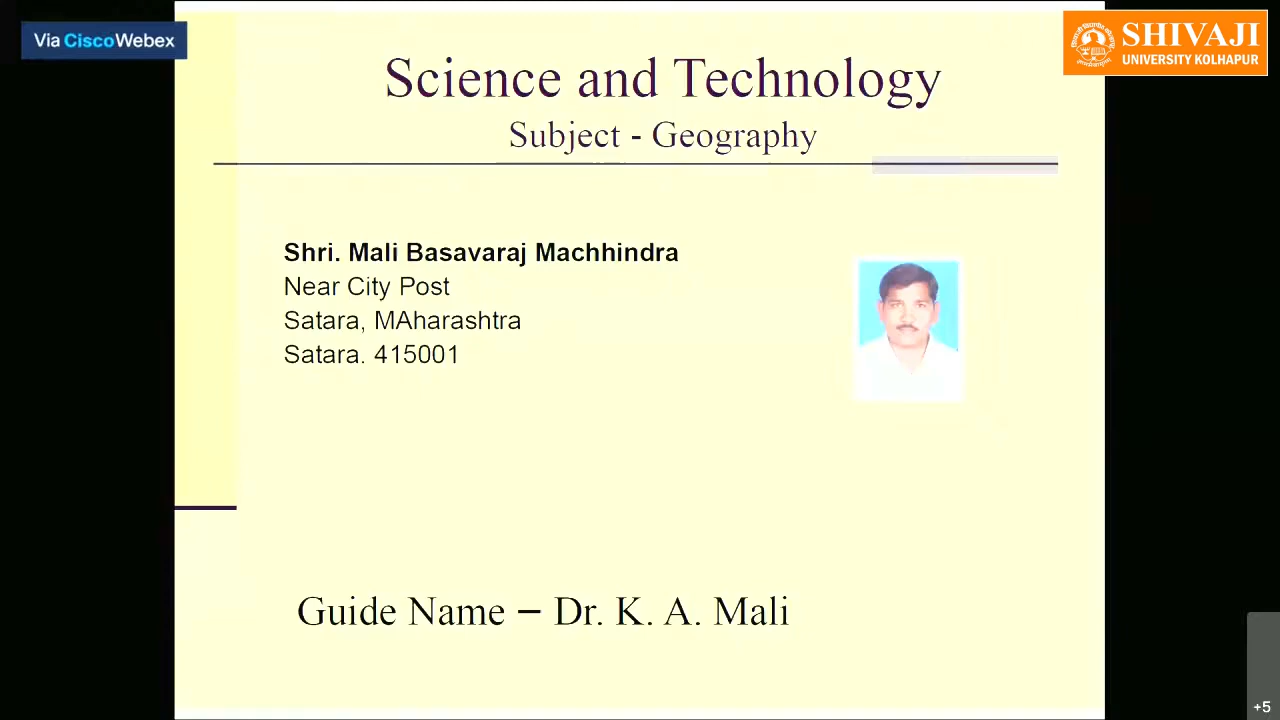 Via CiscoWebex
SHIVAJI
UNIVERSITY KOLHAPUR
Science and Technology
Subject - Geography
Shri. Mali Basavaraj Machhindra
Near City Post
Satara, MAharashtra
Satara. 415001
Guide Name – Dr. K. A. Mali
+5